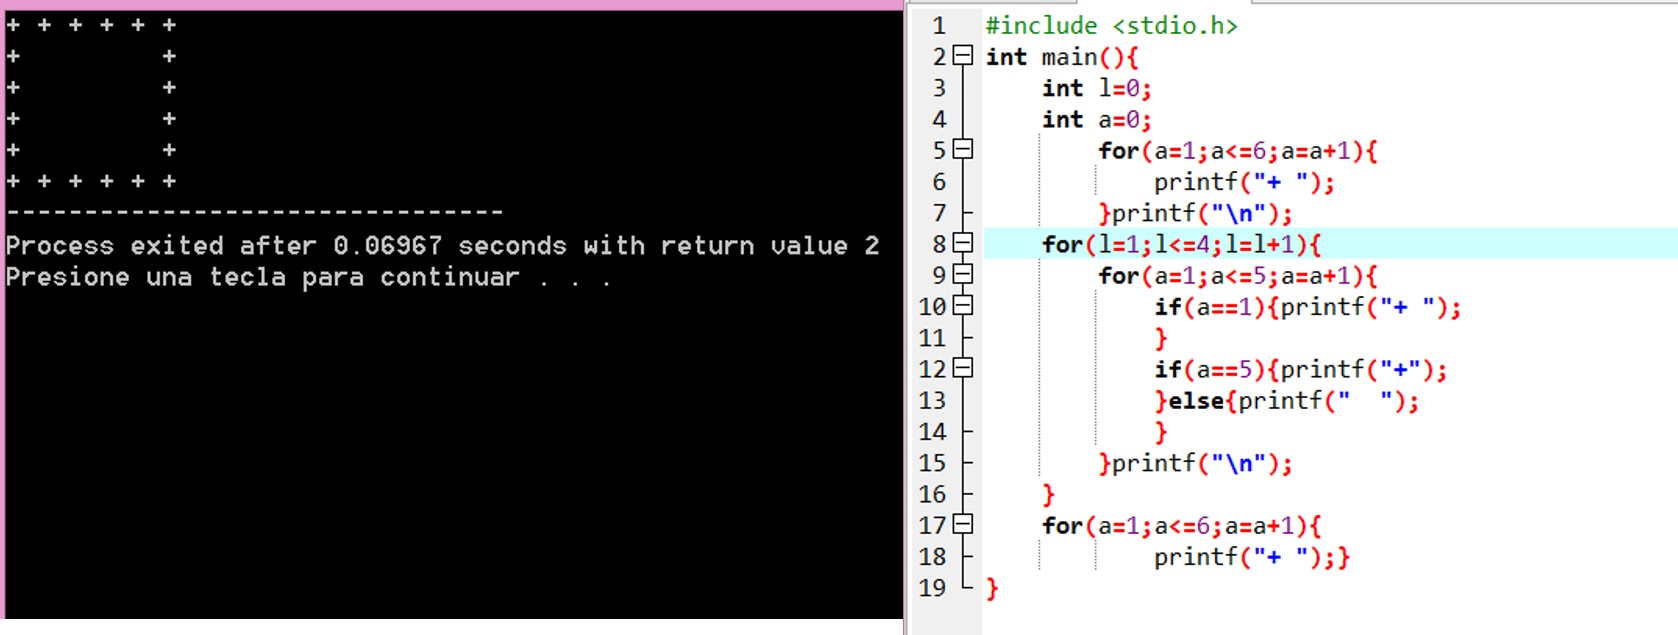 + + + + + +
+         +
+         +
+         +
+         +
+ + + + + +
--------------------------------
Process exited after 0.06967 seconds with return value 2
Presione una tecla para continuar . . .
1 #include <stdio.h>
2 int main(){
3     int l=0;
4     int a=0;
5         for(a=1;a<=6;a=a+1){
6             printf("+ ");
7         }printf("\n");
8     for(l=1;l<=4;l=l+1){
9         for(a=1;a<=5;a=a+1){
10             if(a==1){printf("+ ");
11             }
12             if(a==5){printf("+");
13             }else{printf("  ");
14             }
15         }printf("\n");
16     }
17     for(a=1;a<=6;a=a+1){
18             printf("+ ");}
19 }